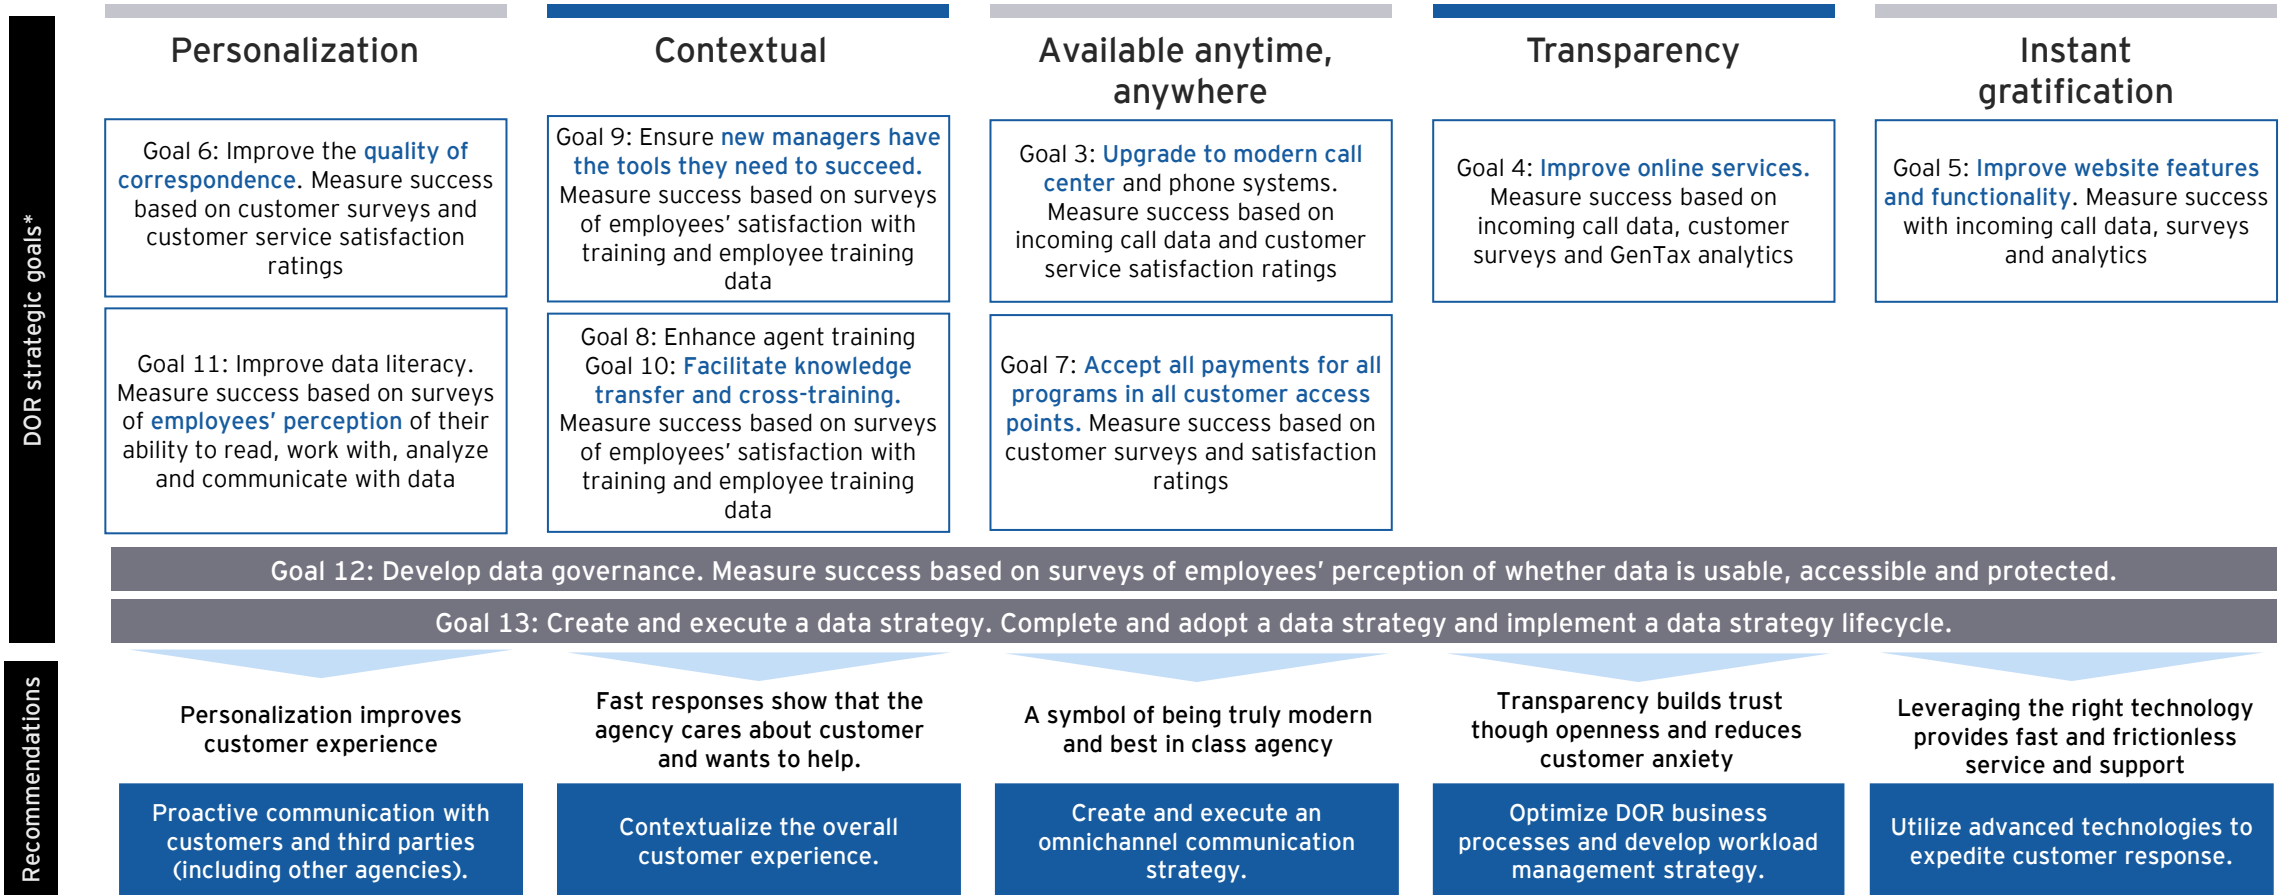 DOR strategic goals*
Personalization
Goal 6: Improve the quality of
correspondence. Measure success
based on customer surveys and
customer service satisfaction
ratings
Goal 11: Improve data literacy.
Measure success based on surveys
of employees’ perception of their
ability to read, work with, analyze
and communicate with data
Contextual
Goal 9: Ensure new managers have
the tools they need to succeed.
Measure success based on surveys
of employees’ satisfaction with
training and employee training
data
Goal 8: Enhance agent training
Goal 10: Facilitate knowledge
transfer and cross-training.
Measure success based on surveys
of employees’ satisfaction with
training and employee training
data
Available anytime,
anywhere
Goal 3: Upgrade to modern call
center and phone systems.
Measure success based on
incoming call data and customer
service satisfaction ratings
Goal 7: Accept all payments for all
programs in all customer access
points. Measure success based on
customer surveys and satisfaction
ratings
Transparency
Goal 4: Improve online services.
Measure success based on
incoming call data, customer
surveys and GenTax analytics
Instant
gratification
Goal 5: Improve website features
and functionality. Measure success
with incoming call data, surveys
and analytics
Goal 12: Develop data governance. Measure success based on surveys of employees’ perception of whether data is usable, accessible and protected.
Goal 13: Create and execute a data strategy. Complete and adopt a data strategy and implement a data strategy lifecycle.
Recommendations
Personalization improves
customer experience
Proactive communication with
customers and third parties
(including other agencies).
Fast responses show that the
agency cares about customer
and wants to help.
Contextualize the overall
customer experience.
A symbol of being truly modern
and best in class agency
Create and execute an
omnichannel communication
strategy.
Transparency builds trust
though openness and reduces
customer anxiety
Optimize DOR business
processes and develop workload
management strategy.
Leveraging the right technology
provides fast and frictionless
service and support
Utilize advanced technologies to
expedite customer response.